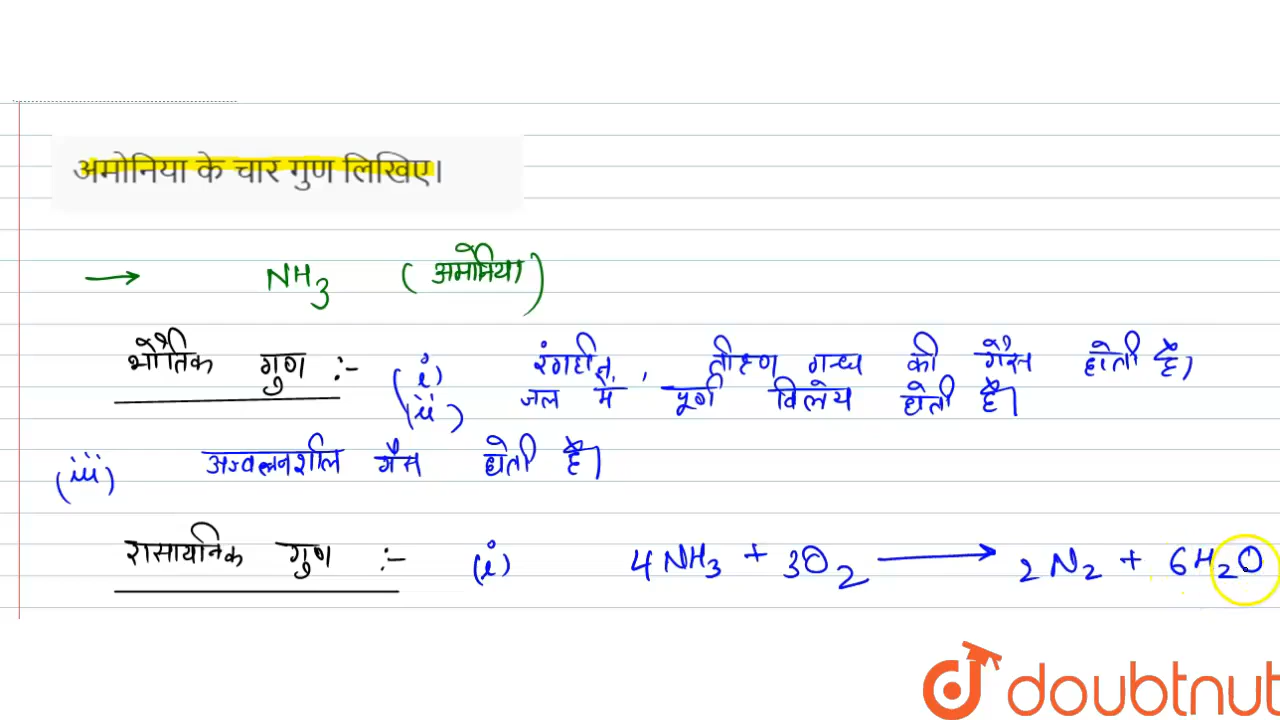 अमोनिया के चार गुण लिखिए।
→ NH3 (अमोनिया)
भौतिक गुण :- (i) रंगहीन, तीक्ष्ण गन्ध की गैस होती है।
(ii) जल में पूर्ण विलेय होती है।
(iii) अज्वलनशील गैस होती है।
रासायनिक गुण :- (i) 4NH3 + 3O2 → 2N2 + 6H2O
doubtnut